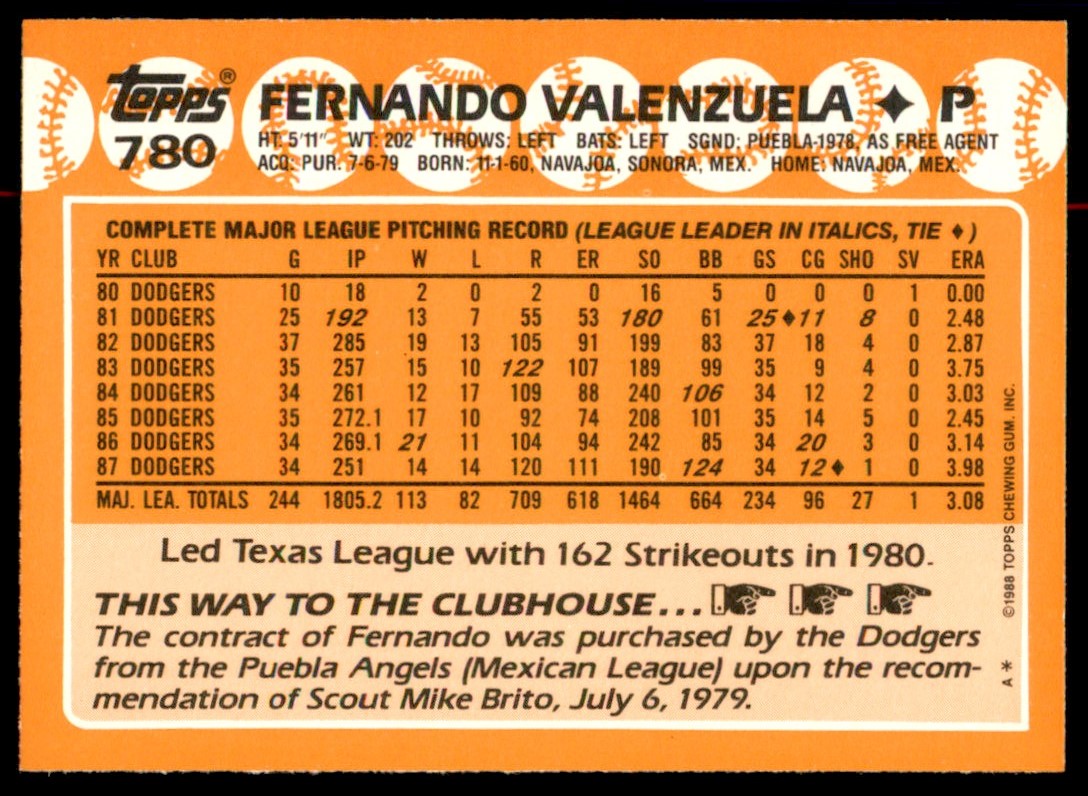 topps® FERNANDO VALENZUELA ✦ P
780 HT: 5'11" WT: 202 THROWS: LEFT BATS: LEFT SGND: PUEBLA-1978, AS FREE AGENT
ACQ: PUR. 7-6-79 BORN: 11-1-60, NAVAJOA, SONORA, MEX. HOME: NAVAJOA, MEX.
COMPLETE MAJOR LEAGUE PITCHING RECORD (LEAGUE LEADER IN ITALICS, TIE ♦)
YR CLUB G IP W L R ER SO BB GS CG SHO SV ERA
80 DODGERS 10 18 2 0 2 0 16 5 0 0 0 1 0.00
81 DODGERS 25 192 13 7 55 53 180 61 25 ♦11 8 0 2.48
82 DODGERS 37 285 19 13 105 91 199 83 37 18 4 0 2.87
83 DODGERS 35 257 15 10 122 107 189 99 35 9 4 0 3.75
84 DODGERS 34 261 12 17 109 88 240 106 34 12 2 0 3.03
85 DODGERS 35 272.1 17 10 92 74 208 101 35 14 5 0 2.45
86 DODGERS 34 269.1 21 11 104 94 242 85 34 20 3 0 3.14
87 DODGERS 34 251 14 14 120 111 190 124 34 12♦ 1 0 3.98
MAJ. LEA. TOTALS 244 1805.2 113 82 709 618 1464 664 234 96 27 1 3.08
Led Texas League with 162 Strikeouts in 1980.
THIS WAY TO THE CLUBHOUSE...
The contract of Fernando was purchased by the Dodgers
from the Puebla Angels (Mexican League) upon the recom-
mendation of Scout Mike Brito, July 6, 1979.
©1988 TOPPS CHEWING GUM, INC.
A*